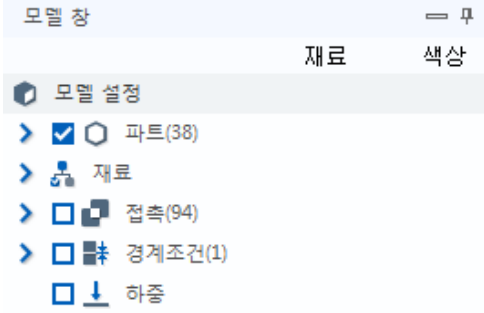 모델 창
재료 색상
모델 설정
파트(38)
재료
접촉(94)
경계조건(1)
하중